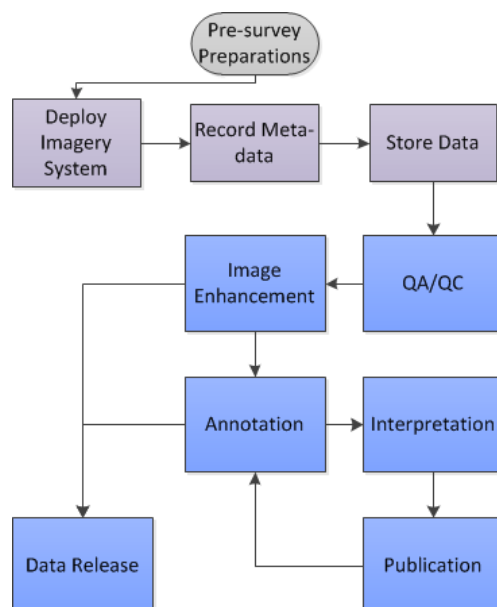 Pre-survey
Preparations
Deploy
Imagery
System
Record Meta-
data
Store Data
Image
Enhancement
QA/QC
Annotation
Interpretation
Data Release
Publication